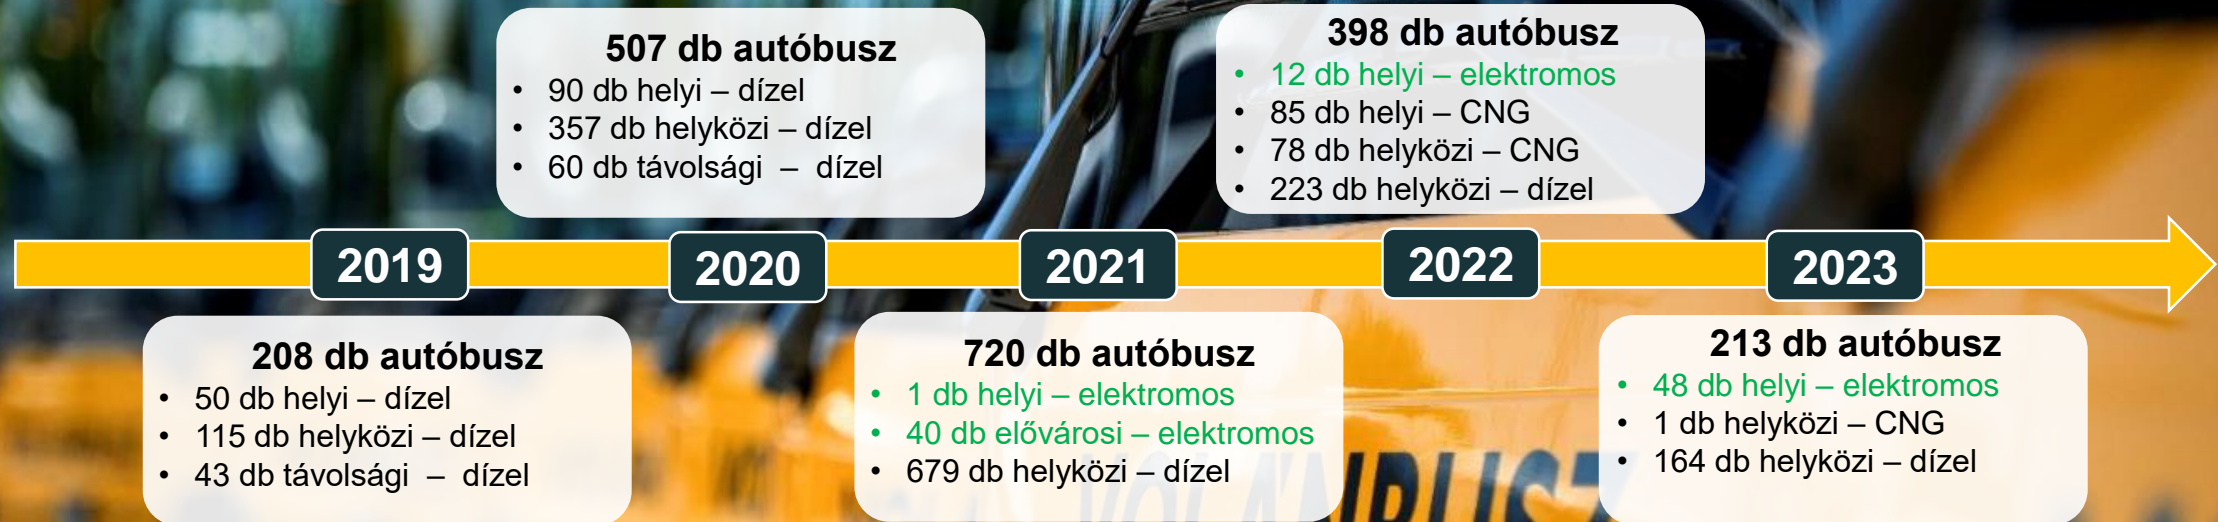 507 db autóbusz
• 90 db helyi – dízel
• 357 db helyközi – dízel
• 60 db távolsági – dízel
398 db autóbusz
• 12 db helyi – elektromos
• 85 db helyi – CNG
• 78 db helyközi – CNG
• 223 db helyközi – dízel
2019
2020
2021
2022
2023
208 db autóbusz
• 50 db helyi – dízel
• 115 db helyközi – dízel
• 43 db távolsági – dízel
720 db autóbusz
• 1 db helyi – elektromos
• 40 db elővárosi – elektromos
• 679 db helyközi – dízel
213 db autóbusz
• 48 db helyi – elektromos
• 1 db helyközi – CNG
• 164 db helyközi – dízel
VOLÁNBUSZ